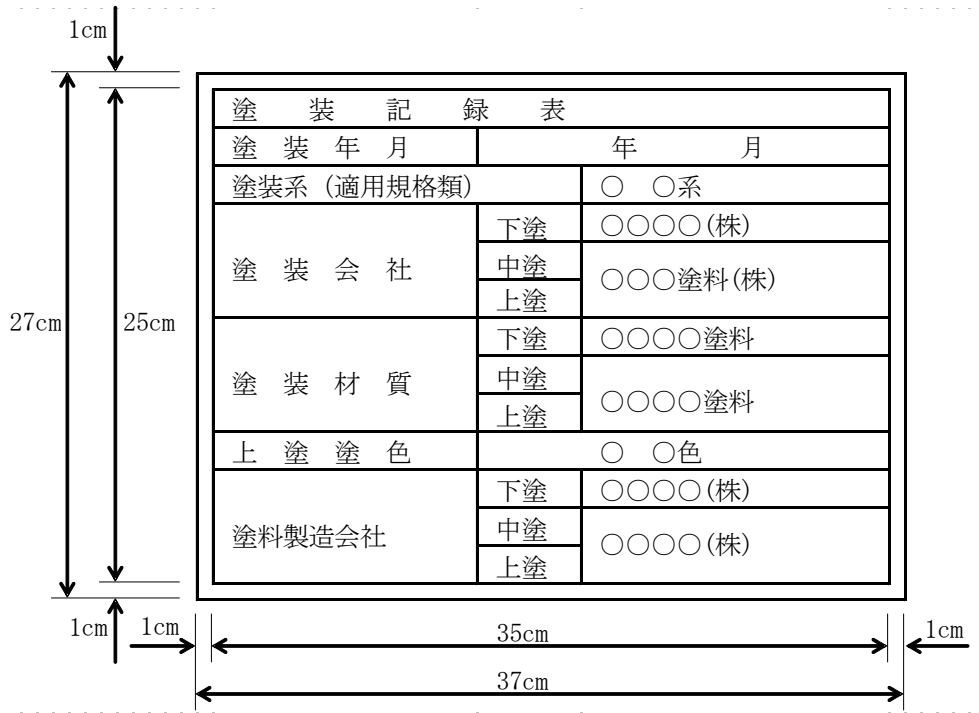 1cm
塗　装　記　録　表
塗　装　年　月　　年　　月
塗装系（適用規格類）　○　○系
下塗　○○○○(株)
塗　装　会　社　中塗　○○○塗料(株)
上塗
27cm　25cm
下塗　○○○○塗料
塗　装　材　質　中塗　○○○○塗料
上塗
上　塗　塗　色　○　○色
下塗　○○○○(株)
塗料製造会社　中塗　○○○○(株)
上塗
1cm　1cm　35cm　1cm
37cm